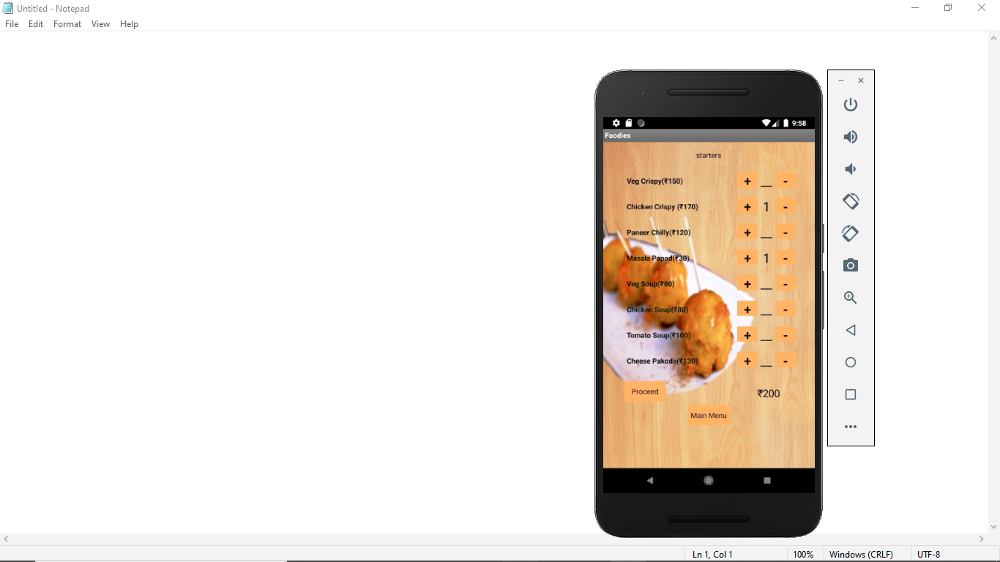 Untitled - Notepad
File Edit Format View Help
9:58
Foodies
starters
Veg Crispy(₹150) + __ -
Chicken Crispy (₹170) + 1 -
Paneer Chilly(₹120) + __ -
Masala Papad(₹30) + 1 -
Veg Soup(₹80) + __ -
Chicken Soup(₹80) + __ -
Tomato Soup(₹100) + __ -
Cheese Pakoda(₹130) + __ -
Proceed ₹200
Main Menu
Ln 1, Col 1 100% Windows (CRLF) UTF-8